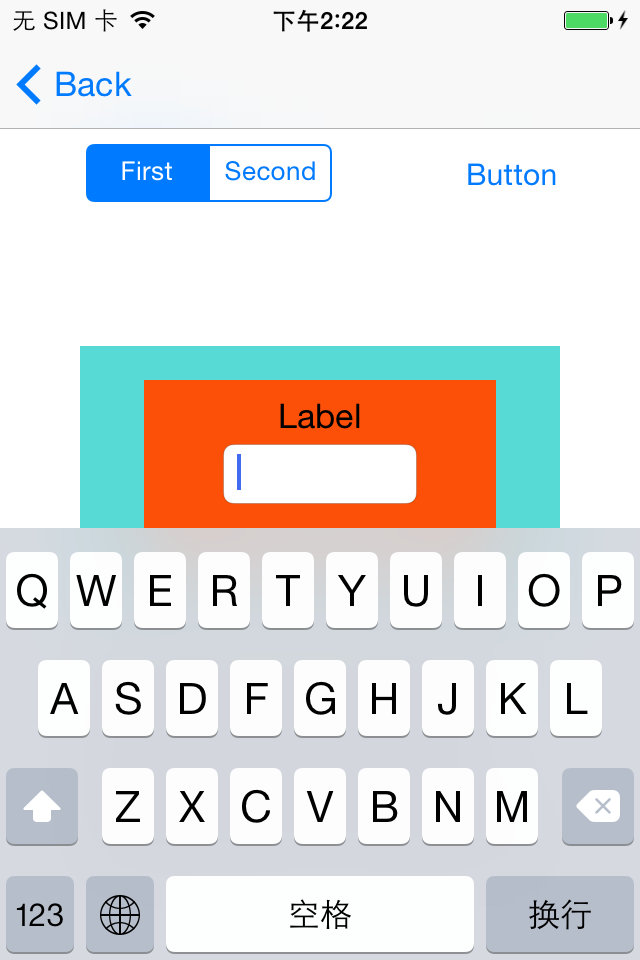 无 SIM 卡 下午2:22
Back
First Second Button
Label
Q W E R T Y U I O P
A S D F G H J K L
Z X C V B N M
123 空格 换行